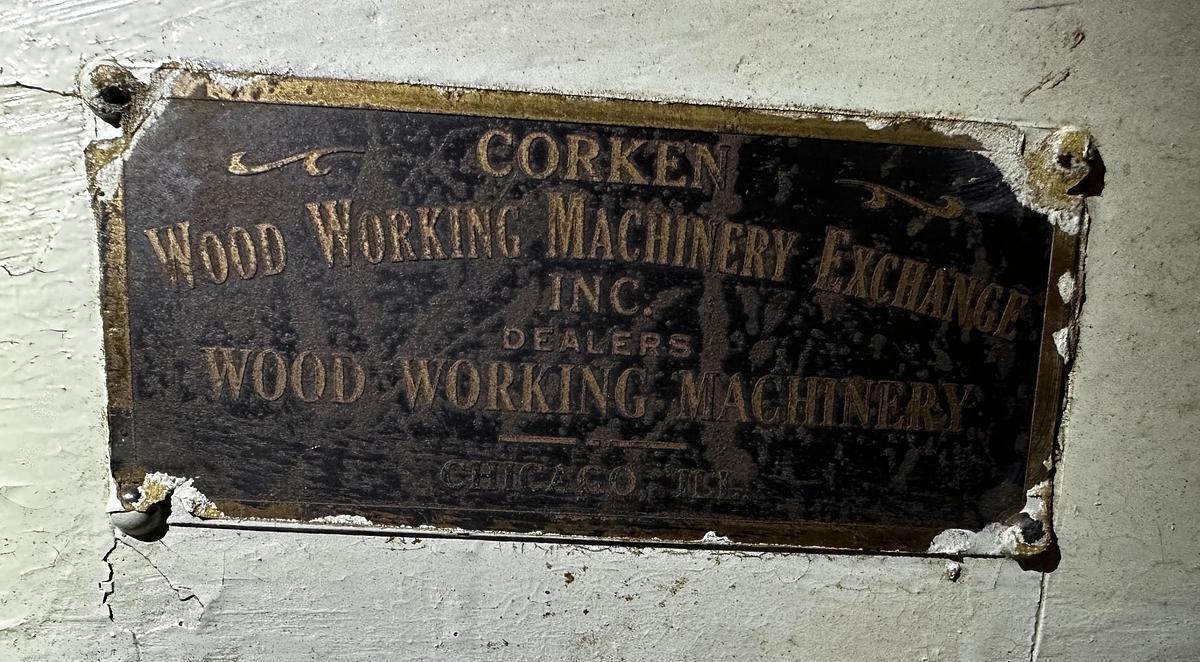 CORKEN
WOOD WORKING MACHINERY EXCHANGE
INC.
DEALERS
WOOD WORKING MACHINERY
CHICAGO ILL.